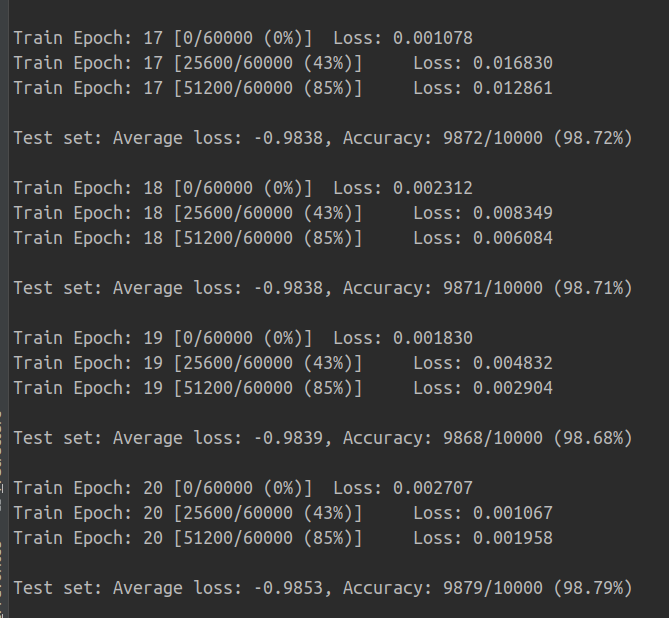 Train Epoch: 17 [0/60000 (0%)]  Loss: 0.001078
Train Epoch: 17 [25600/60000 (43%)]     Loss: 0.016830
Train Epoch: 17 [51200/60000 (85%)]     Loss: 0.012861
Test set: Average loss: -0.9838, Accuracy: 9872/10000 (98.72%)
Train Epoch: 18 [0/60000 (0%)]  Loss: 0.002312
Train Epoch: 18 [25600/60000 (43%)]     Loss: 0.008349
Train Epoch: 18 [51200/60000 (85%)]     Loss: 0.006084
Test set: Average loss: -0.9838, Accuracy: 9871/10000 (98.71%)
Train Epoch: 19 [0/60000 (0%)]  Loss: 0.001830
Train Epoch: 19 [25600/60000 (43%)]     Loss: 0.004832
Train Epoch: 19 [51200/60000 (85%)]     Loss: 0.002904
Test set: Average loss: -0.9839, Accuracy: 9868/10000 (98.68%)
Train Epoch: 20 [0/60000 (0%)]  Loss: 0.002707
Train Epoch: 20 [25600/60000 (43%)]     Loss: 0.001067
Train Epoch: 20 [51200/60000 (85%)]     Loss: 0.001958
Test set: Average loss: -0.9853, Accuracy: 9879/10000 (98.79%)